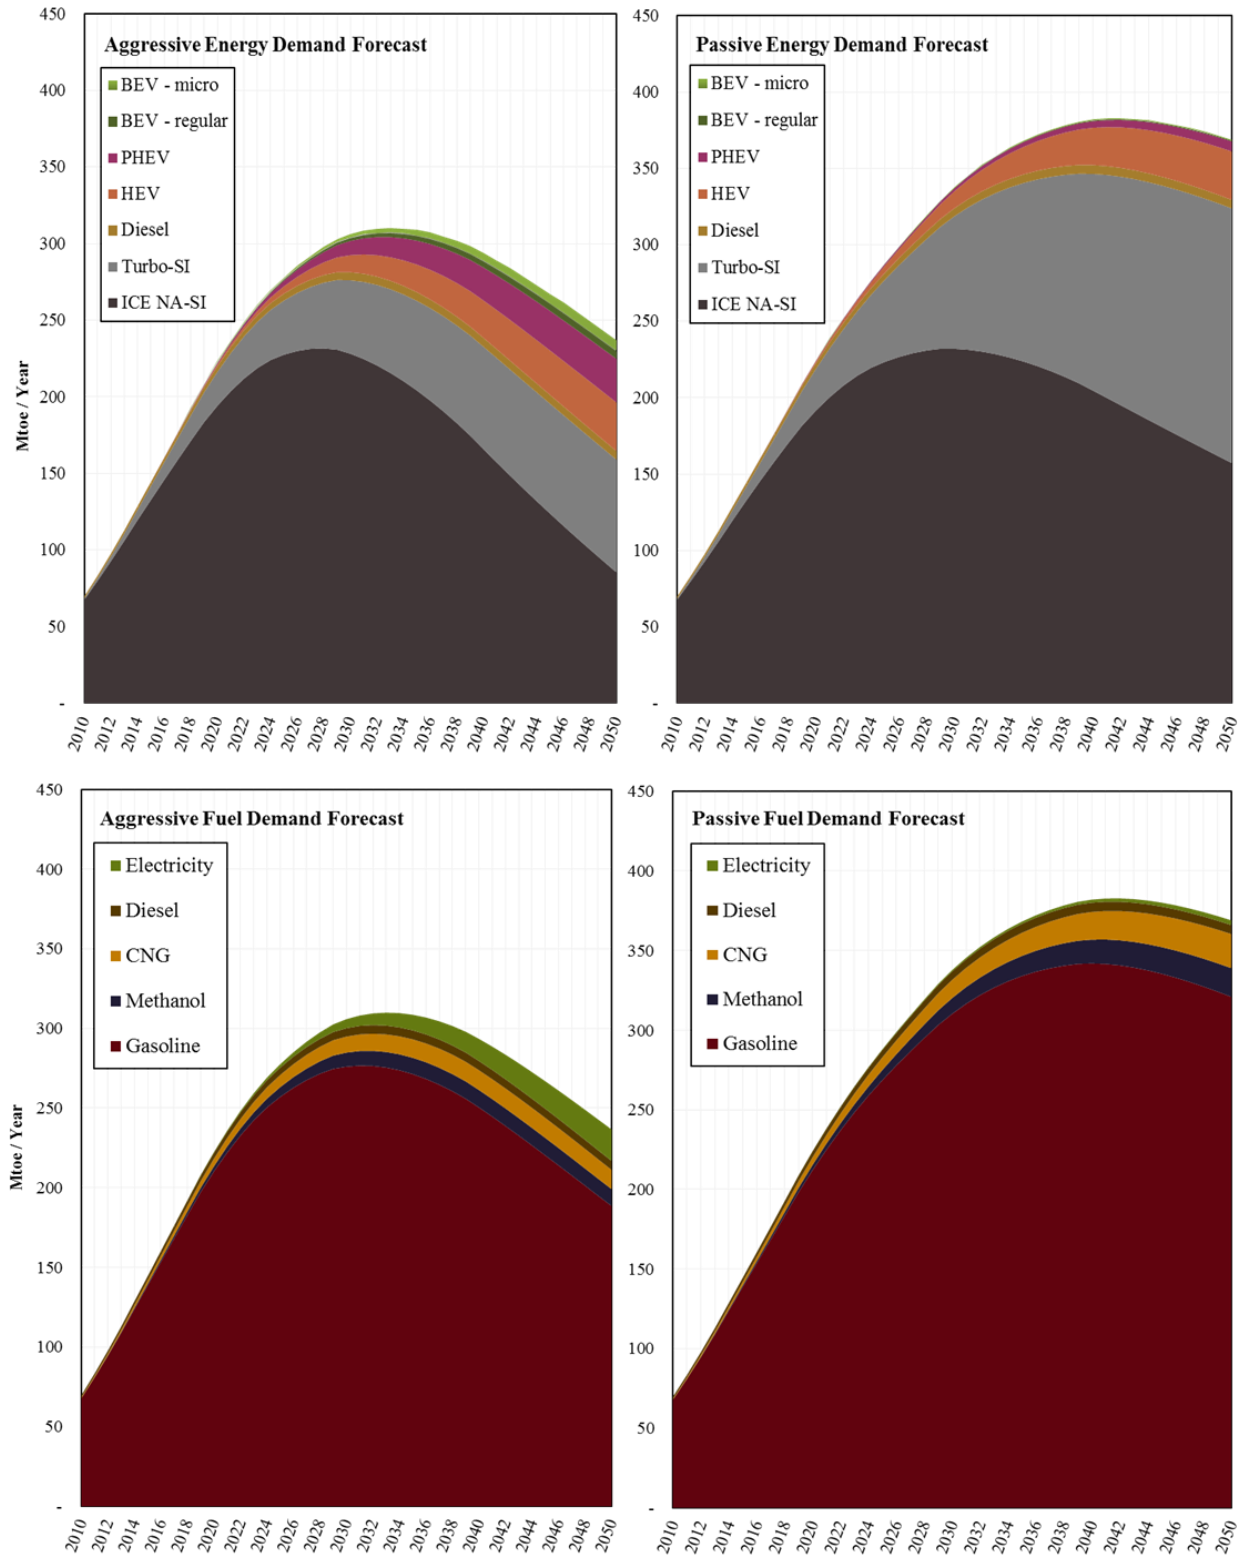 450
Aggressive Energy Demand Forecast
BEV - micro
BEV - regular
PHEV
HEV
Diesel
Turbo-SI
ICE NA-SI
400
350
300
250
200
150
100
50
-
Mtoe / Year
2010 2012 2014 2016 2018 2020 2022 2024 2026 2028 2030 2032 2034 2036 2038 2040 2042 2044 2046 2048 2050
450
Passive Energy Demand Forecast
BEV - micro
BEV - regular
PHEV
HEV
Diesel
Turbo-SI
ICE NA-SI
400
350
300
250
200
150
100
50
-
2010 2012 2014 2016 2018 2020 2022 2024 2026 2028 2030 2032 2034 2036 2038 2040 2042 2044 2046 2048 2050
450
Aggressive Fuel Demand Forecast
Electricity
Diesel
CNG
Methanol
Gasoline
400
350
300
250
200
150
100
50
-
Mtoe / Year
2010 2012 2014 2016 2018 2020 2022 2024 2026 2028 2030 2032 2034 2036 2038 2040 2042 2044 2046 2048 2050
450
Passive Fuel Demand Forecast
Electricity
Diesel
CNG
Methanol
Gasoline
400
350
300
250
200
150
100
50
-
2010 2012 2014 2016 2018 2020 2022 2024 2026 2028 2030 2032 2034 2036 2038 2040 2042 2044 2046 2048 2050